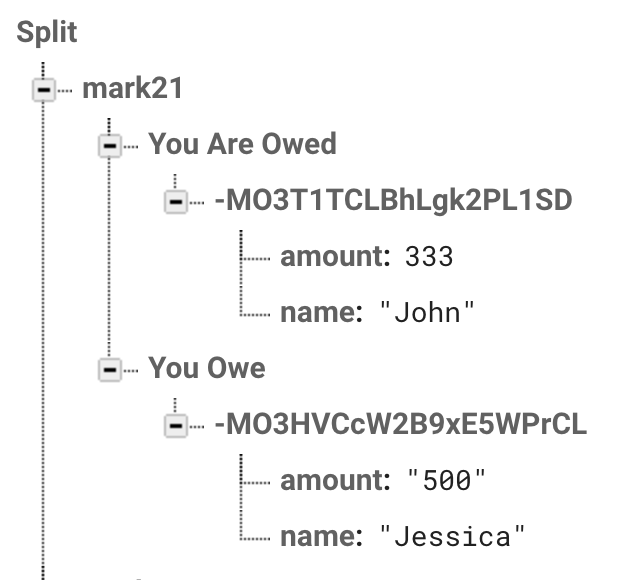 Split
mark21
You Are Owed
-MO3T1TCLBhLgk2PL1SD
amount: 333
name: "John"
You Owe
-MO3HVCcW2B9xE5WPrCL
amount: "500"
name: "Jessica"